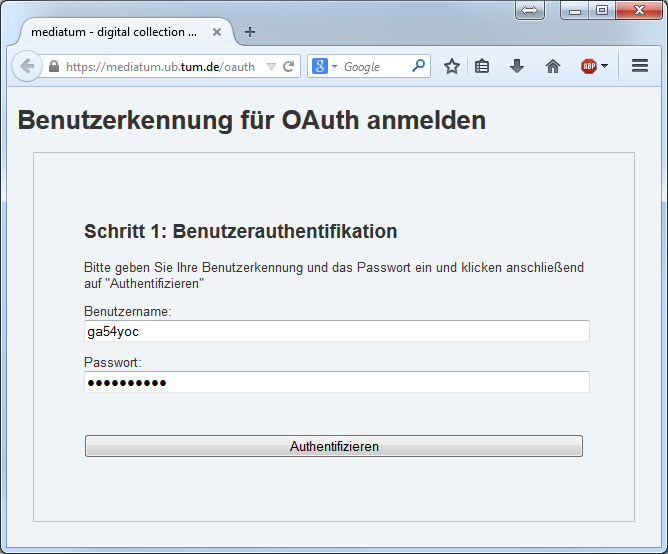 mediatum - digital collection ...
https://mediatum.ub.tum.de/oauth
8
Google
ABP
Benutzerkennung für OAuth anmelden
Schritt 1: Benutzerauthentifikation
Bitte geben Sie Ihre Benutzerkennung und das Passwort ein und klicken anschließend
auf "Authentifizieren"
Benutzername:
ga54yoc
Passwort:
••••••••••
Authentifizieren